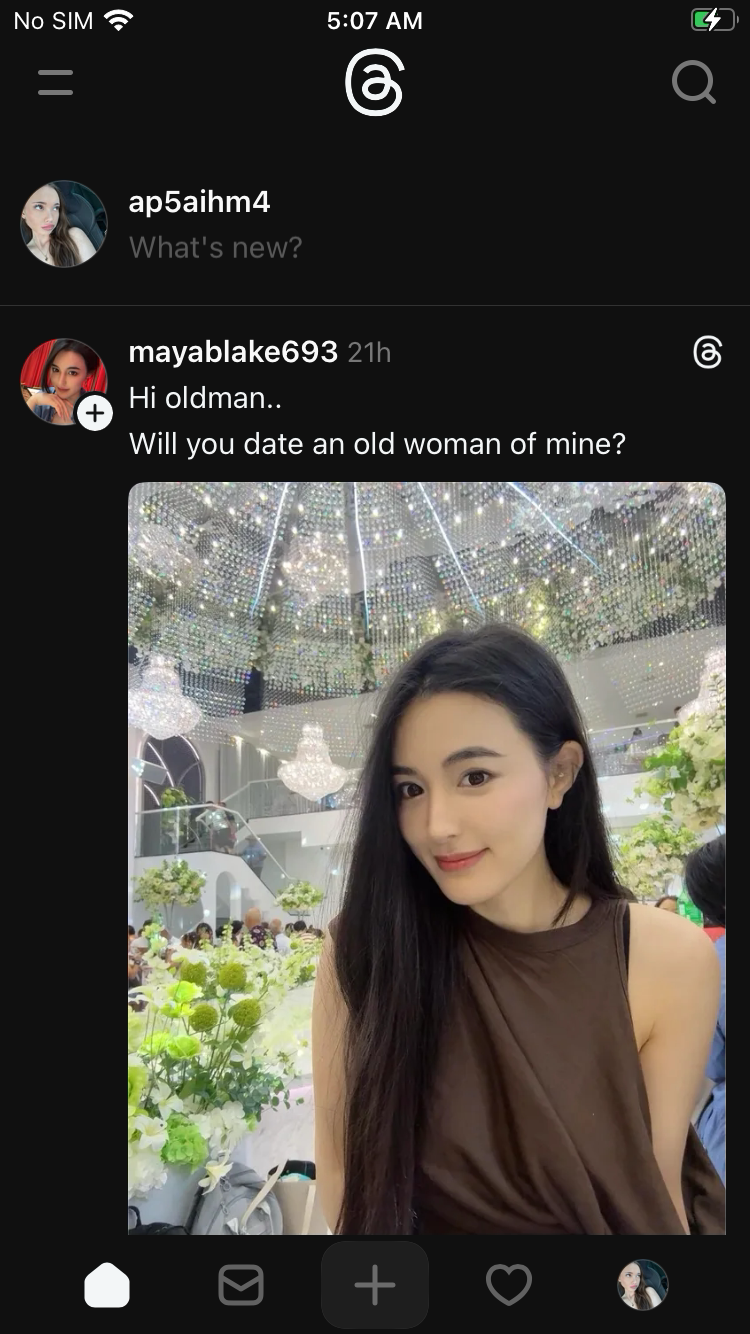 No SIM 5:07 AM
ap5aihm4
What's new?
mayablake693 21h
Hi oldman..
Will you date an old woman of mine?